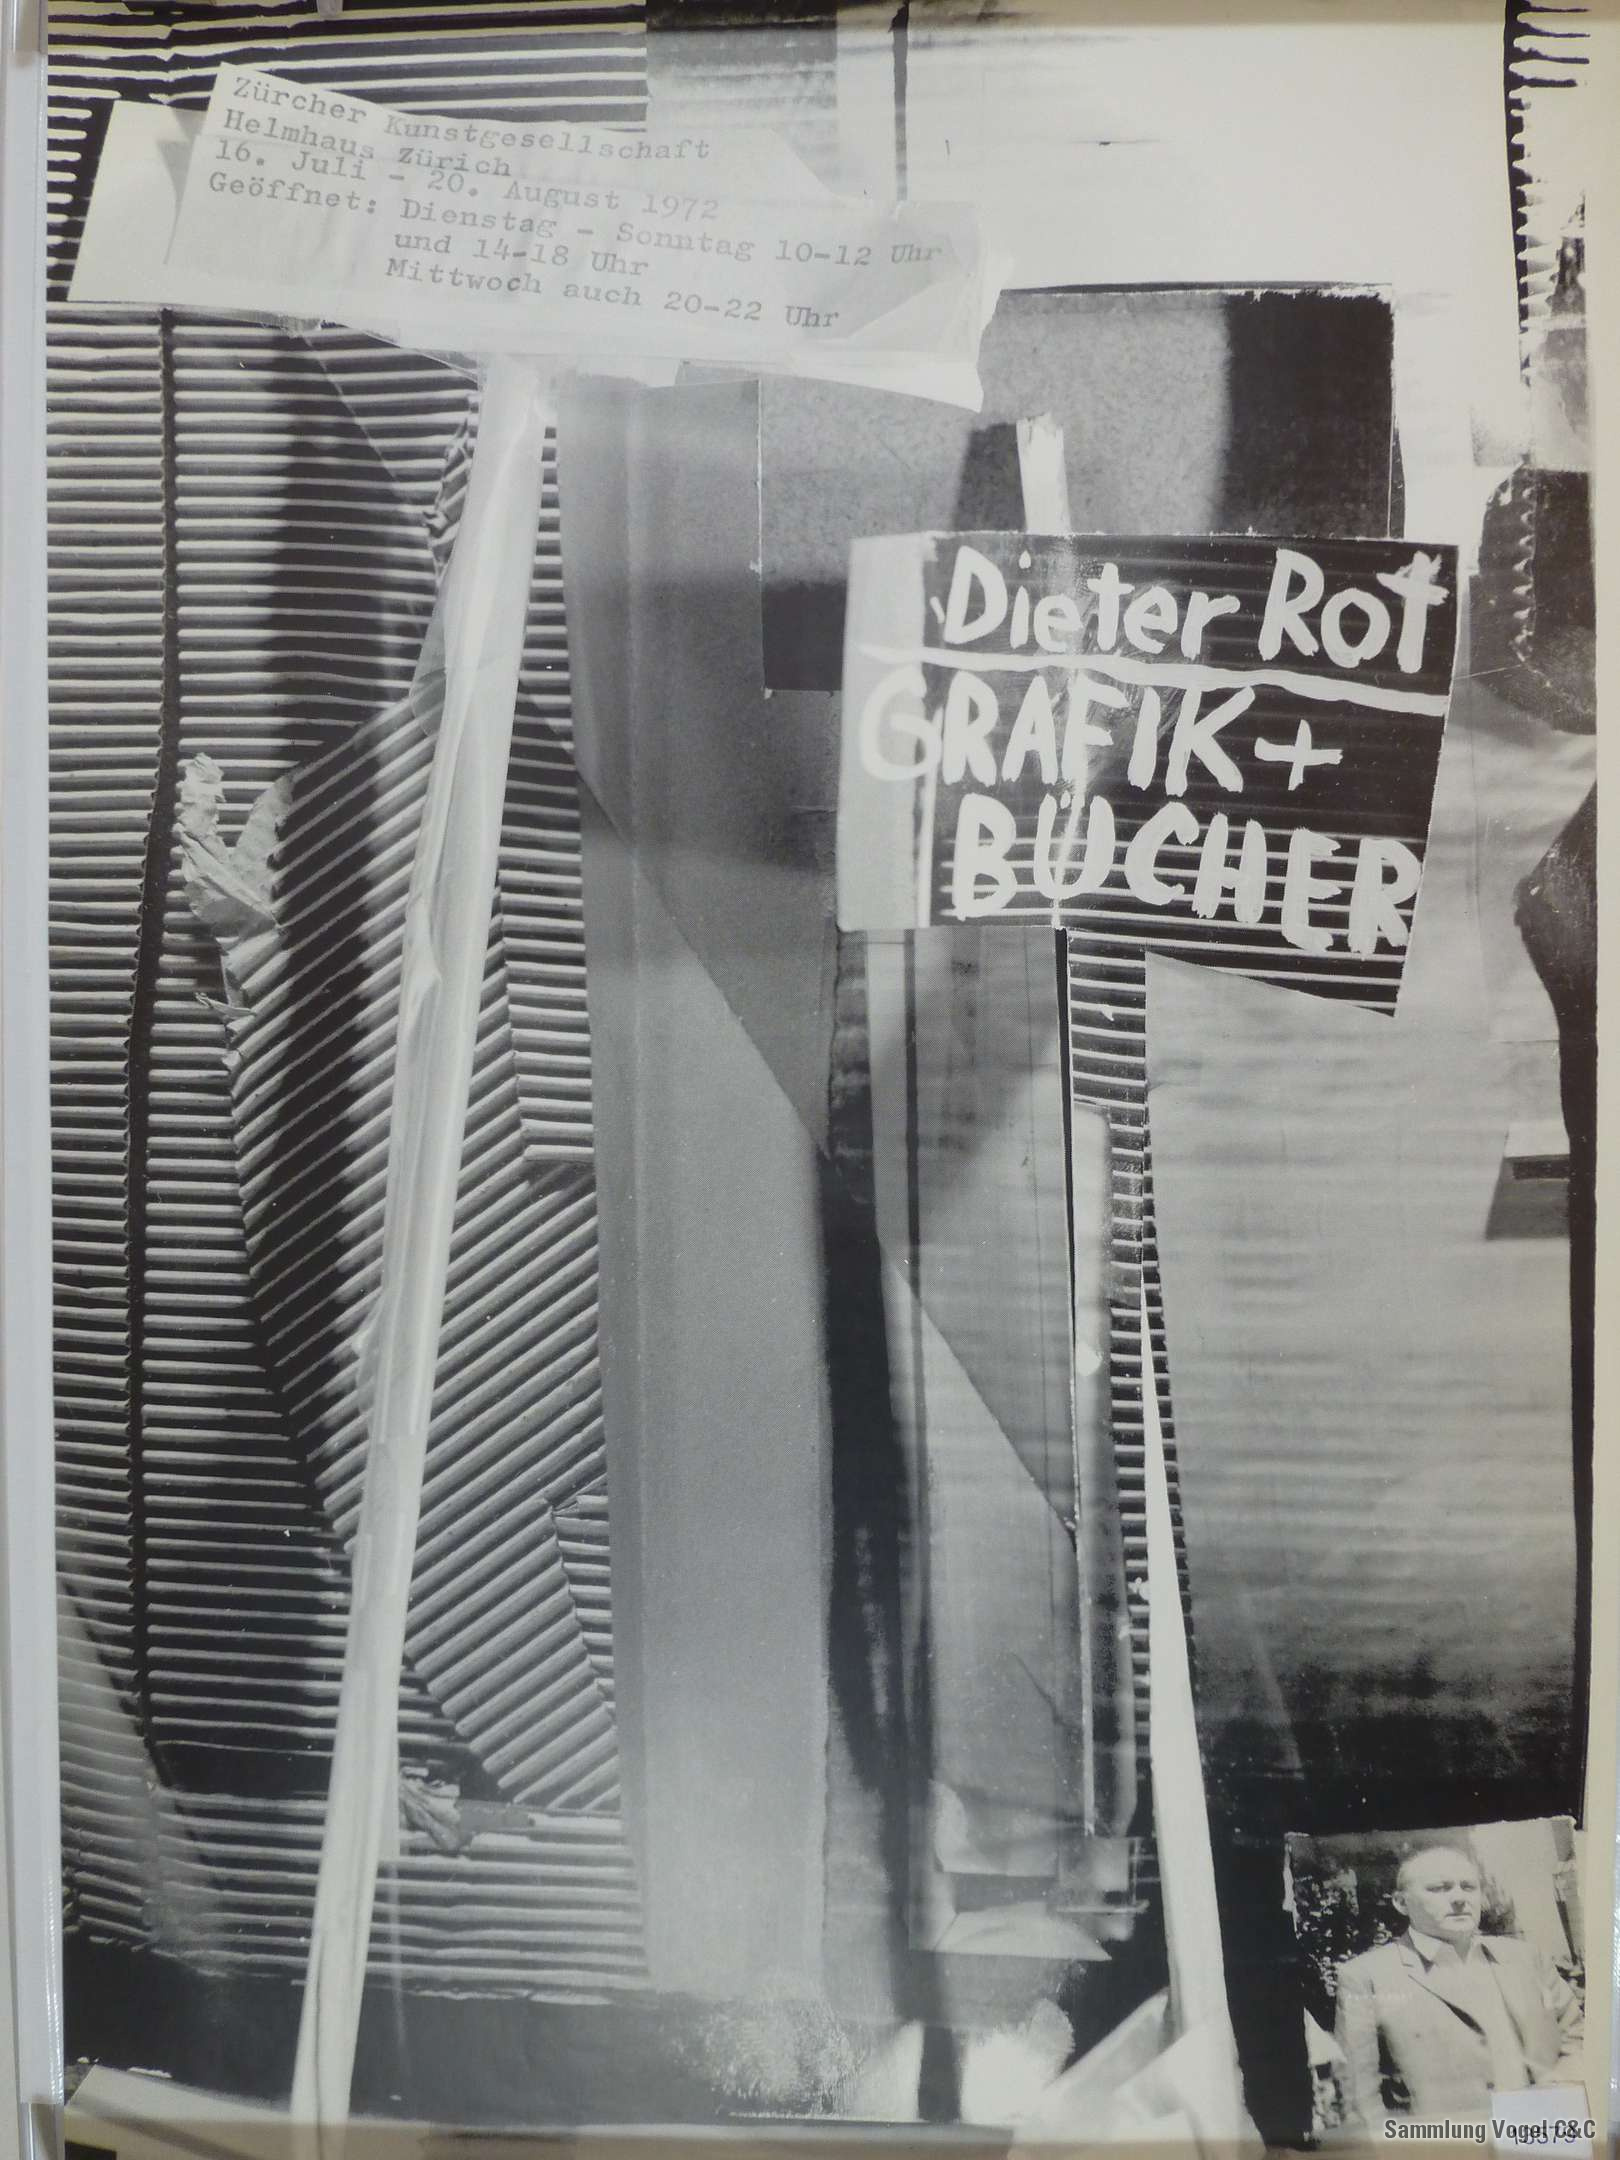 Zürcher Kunstgesellschaft
Helmhaus Zürich
16. Juli - 20. August 1972
Geöffnet: Dienstag - Sonntag 10-12 Uhr
und 14-18 Uhr
Mittwoch auch 20-22 Uhr
Dieter Rot
GRAFIK +
BÜCHER
Sammlung Vogel C&C